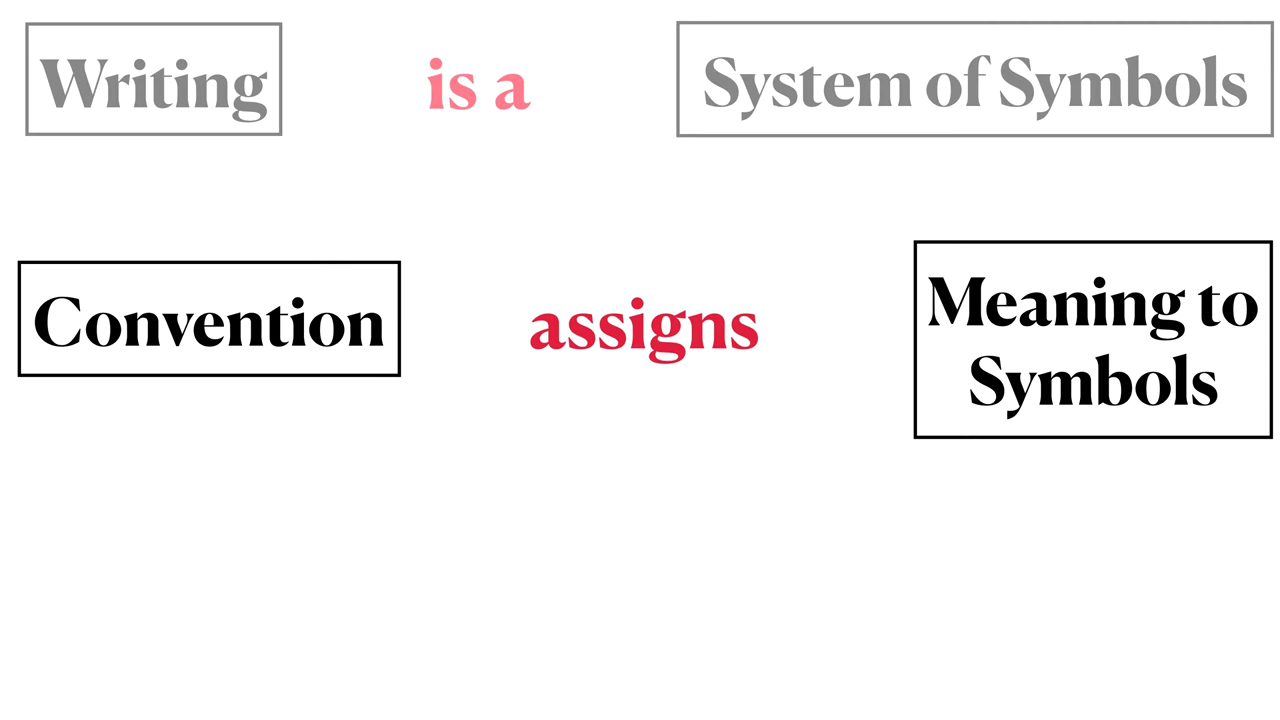 Writing is a System of Symbols
Convention assigns Meaning to
Symbols